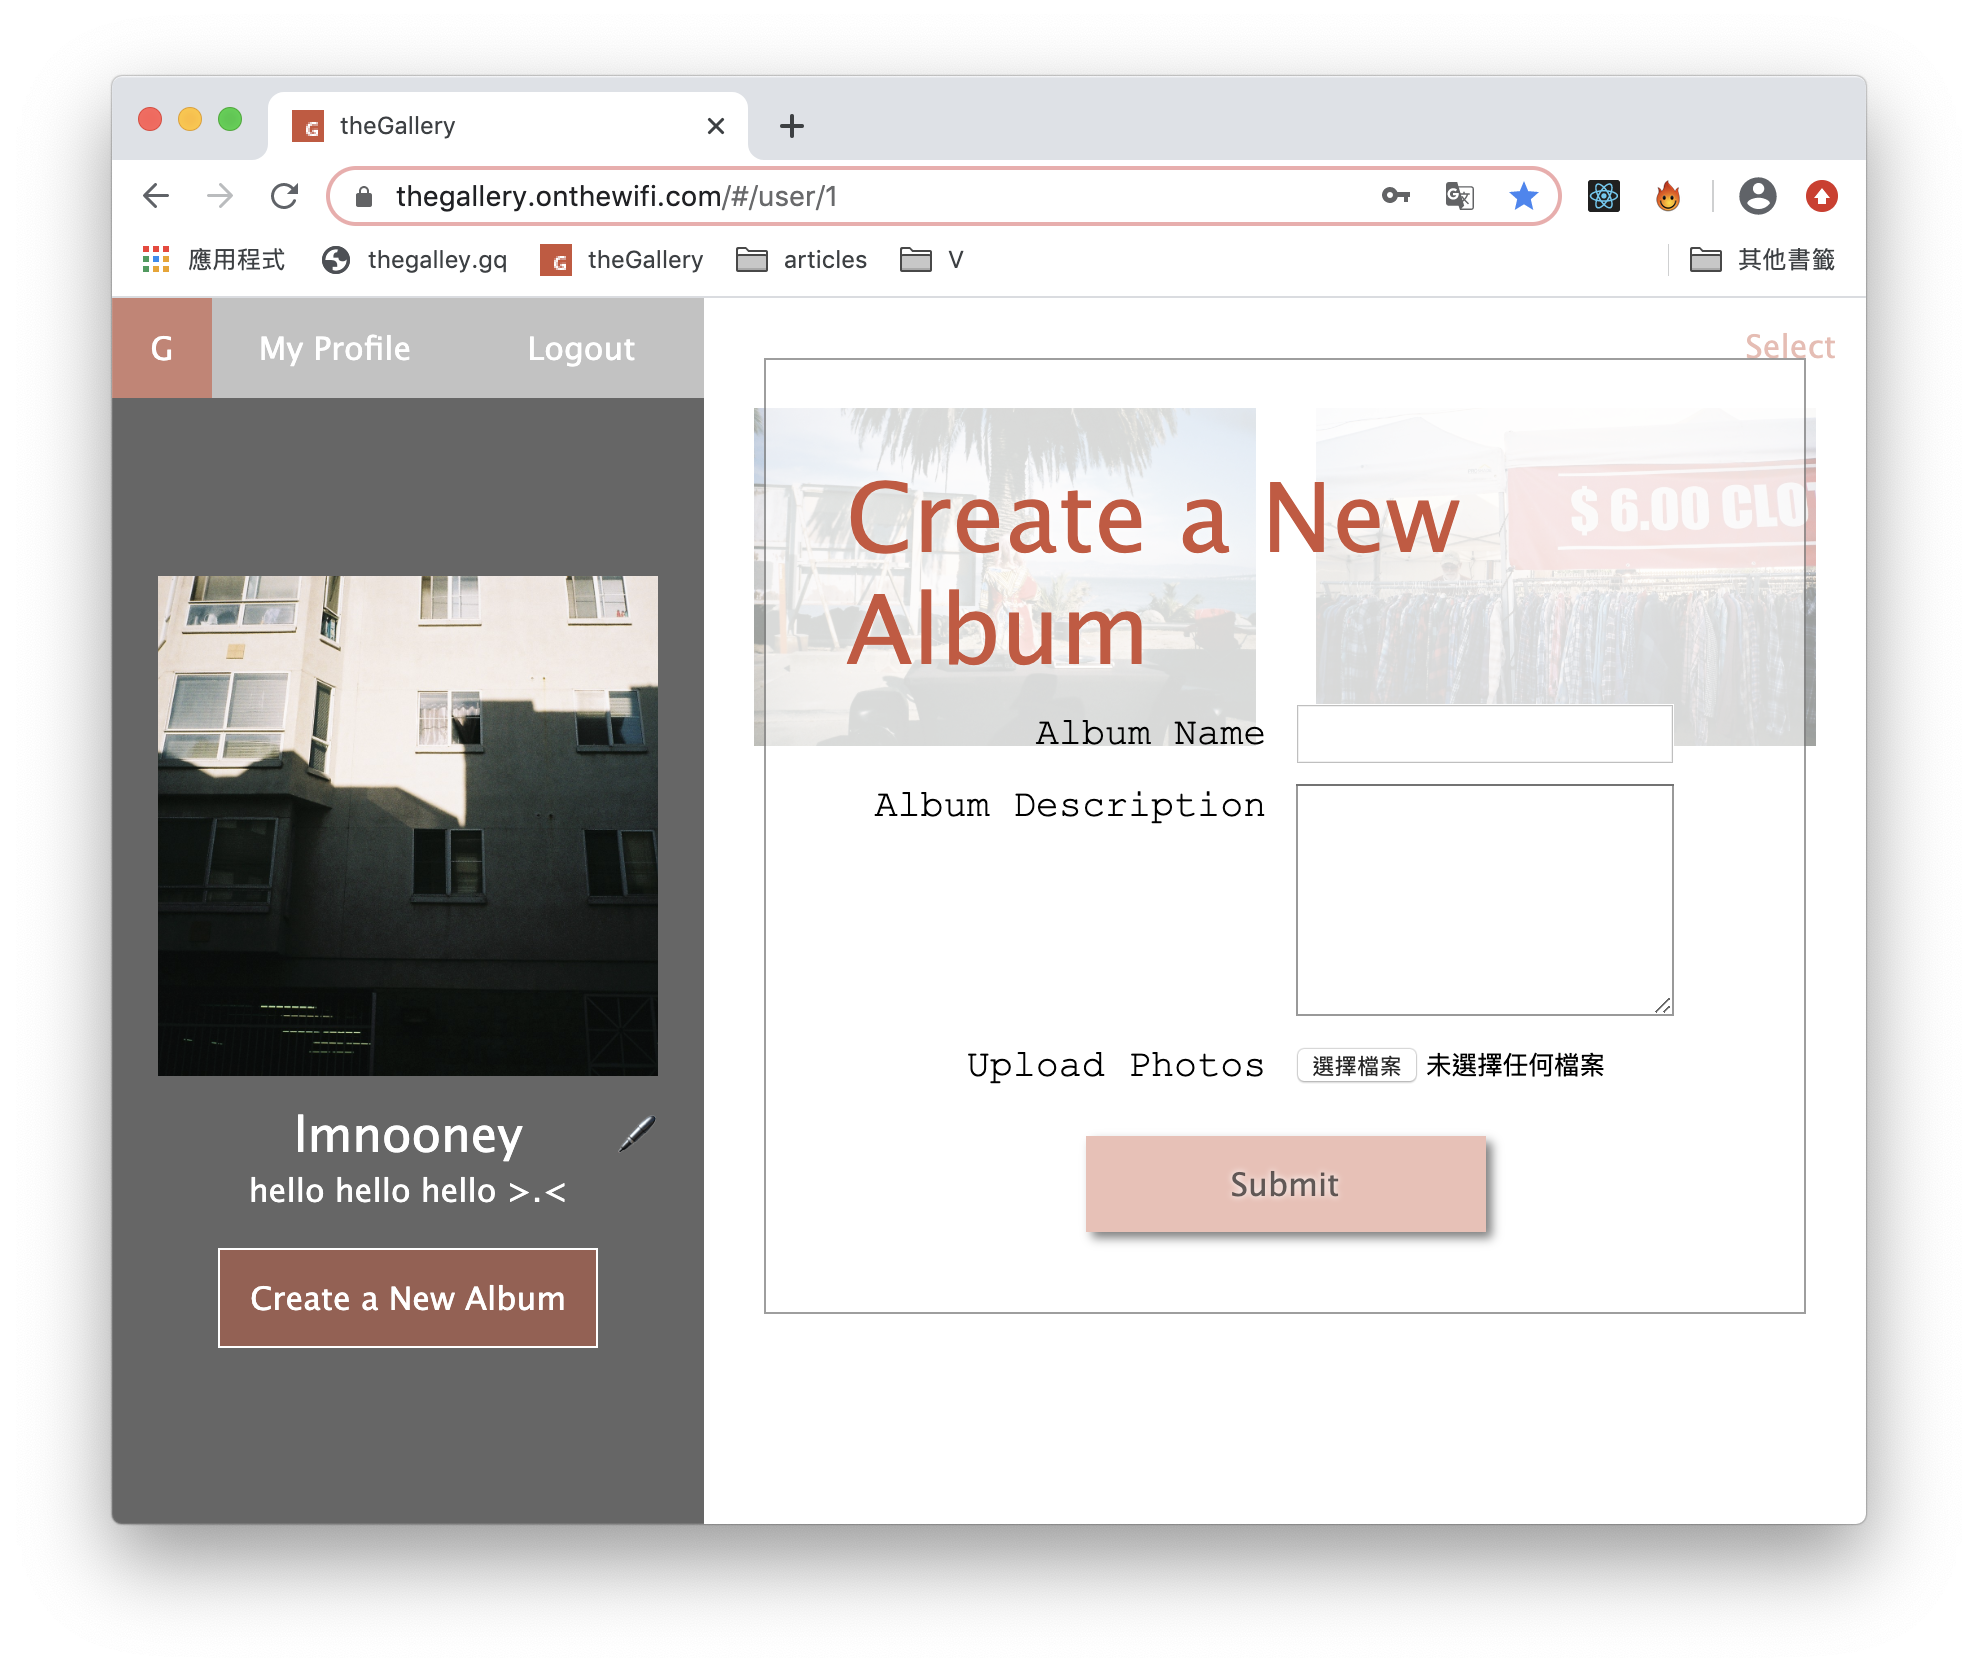 theGallery
thegallery.onthewifi.com/#/user/1
應用程式
thegalley.gq
theGallery
articles
V
其他書籤
G
My Profile
Logout
Select
$ 6.00 CLO
Create a New
Album
Album Name
Album Description
Upload Photos
選擇檔案 未選擇任何檔案
Submit
lmnooney
hello hello hello >.<
Create a New Album